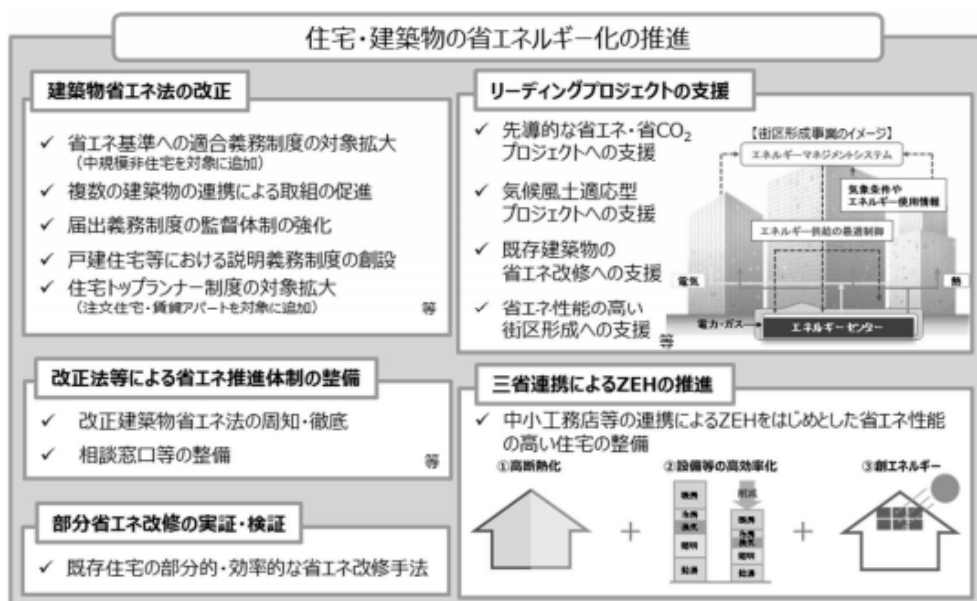 住宅・建築物の省エネルギー化の推進
建築物省エネ法の改正
✓ 省エネ基準への適合義務制度の対象拡大
（中規模非住宅を対象に追加）
✓ 複数の建築物の連携による取組の促進
✓ 届出義務制度の監督体制の強化
✓ 戸建住宅等における説明義務制度の創設
✓ 住宅トップランナー制度の対象拡大
（注文住宅・賃貸アパートを対象に追加）
等
改正法等による省エネ推進体制の整備
✓ 改正建築物省エネ法の周知・徹底
✓ 相談窓口等の整備
等
部分省エネ改修の実証・検証
✓ 既存住宅の部分的・効率的な省エネ改修手法
リーディングプロジェクトの支援
✓ 先導的な省エネ・省CO₂
プロジェクトへの支援
✓ 気候風土適応型
プロジェクトへの支援
✓ 既存建築物の
省エネ改修への支援
✓ 省エネ性能の高い
街区形成への支援
等
【街区形成事業のイメージ】
エネルギーマネジメントシステム
気象条件や
エネルギー使用情報
エネルギー供給の最適制御
電気
熱
電力・ガス
エネルギーセンター
三省連携によるZEHの推進
✓ 中小工務店等の連携によるZEHをはじめとした省エネ性能
の高い住宅の整備
①高断熱化
②設備等の高効率化
③創エネルギー
暖房
冷房
換気
照明
給湯
削減
暖房
冷房
換気
照明
給湯
+
+